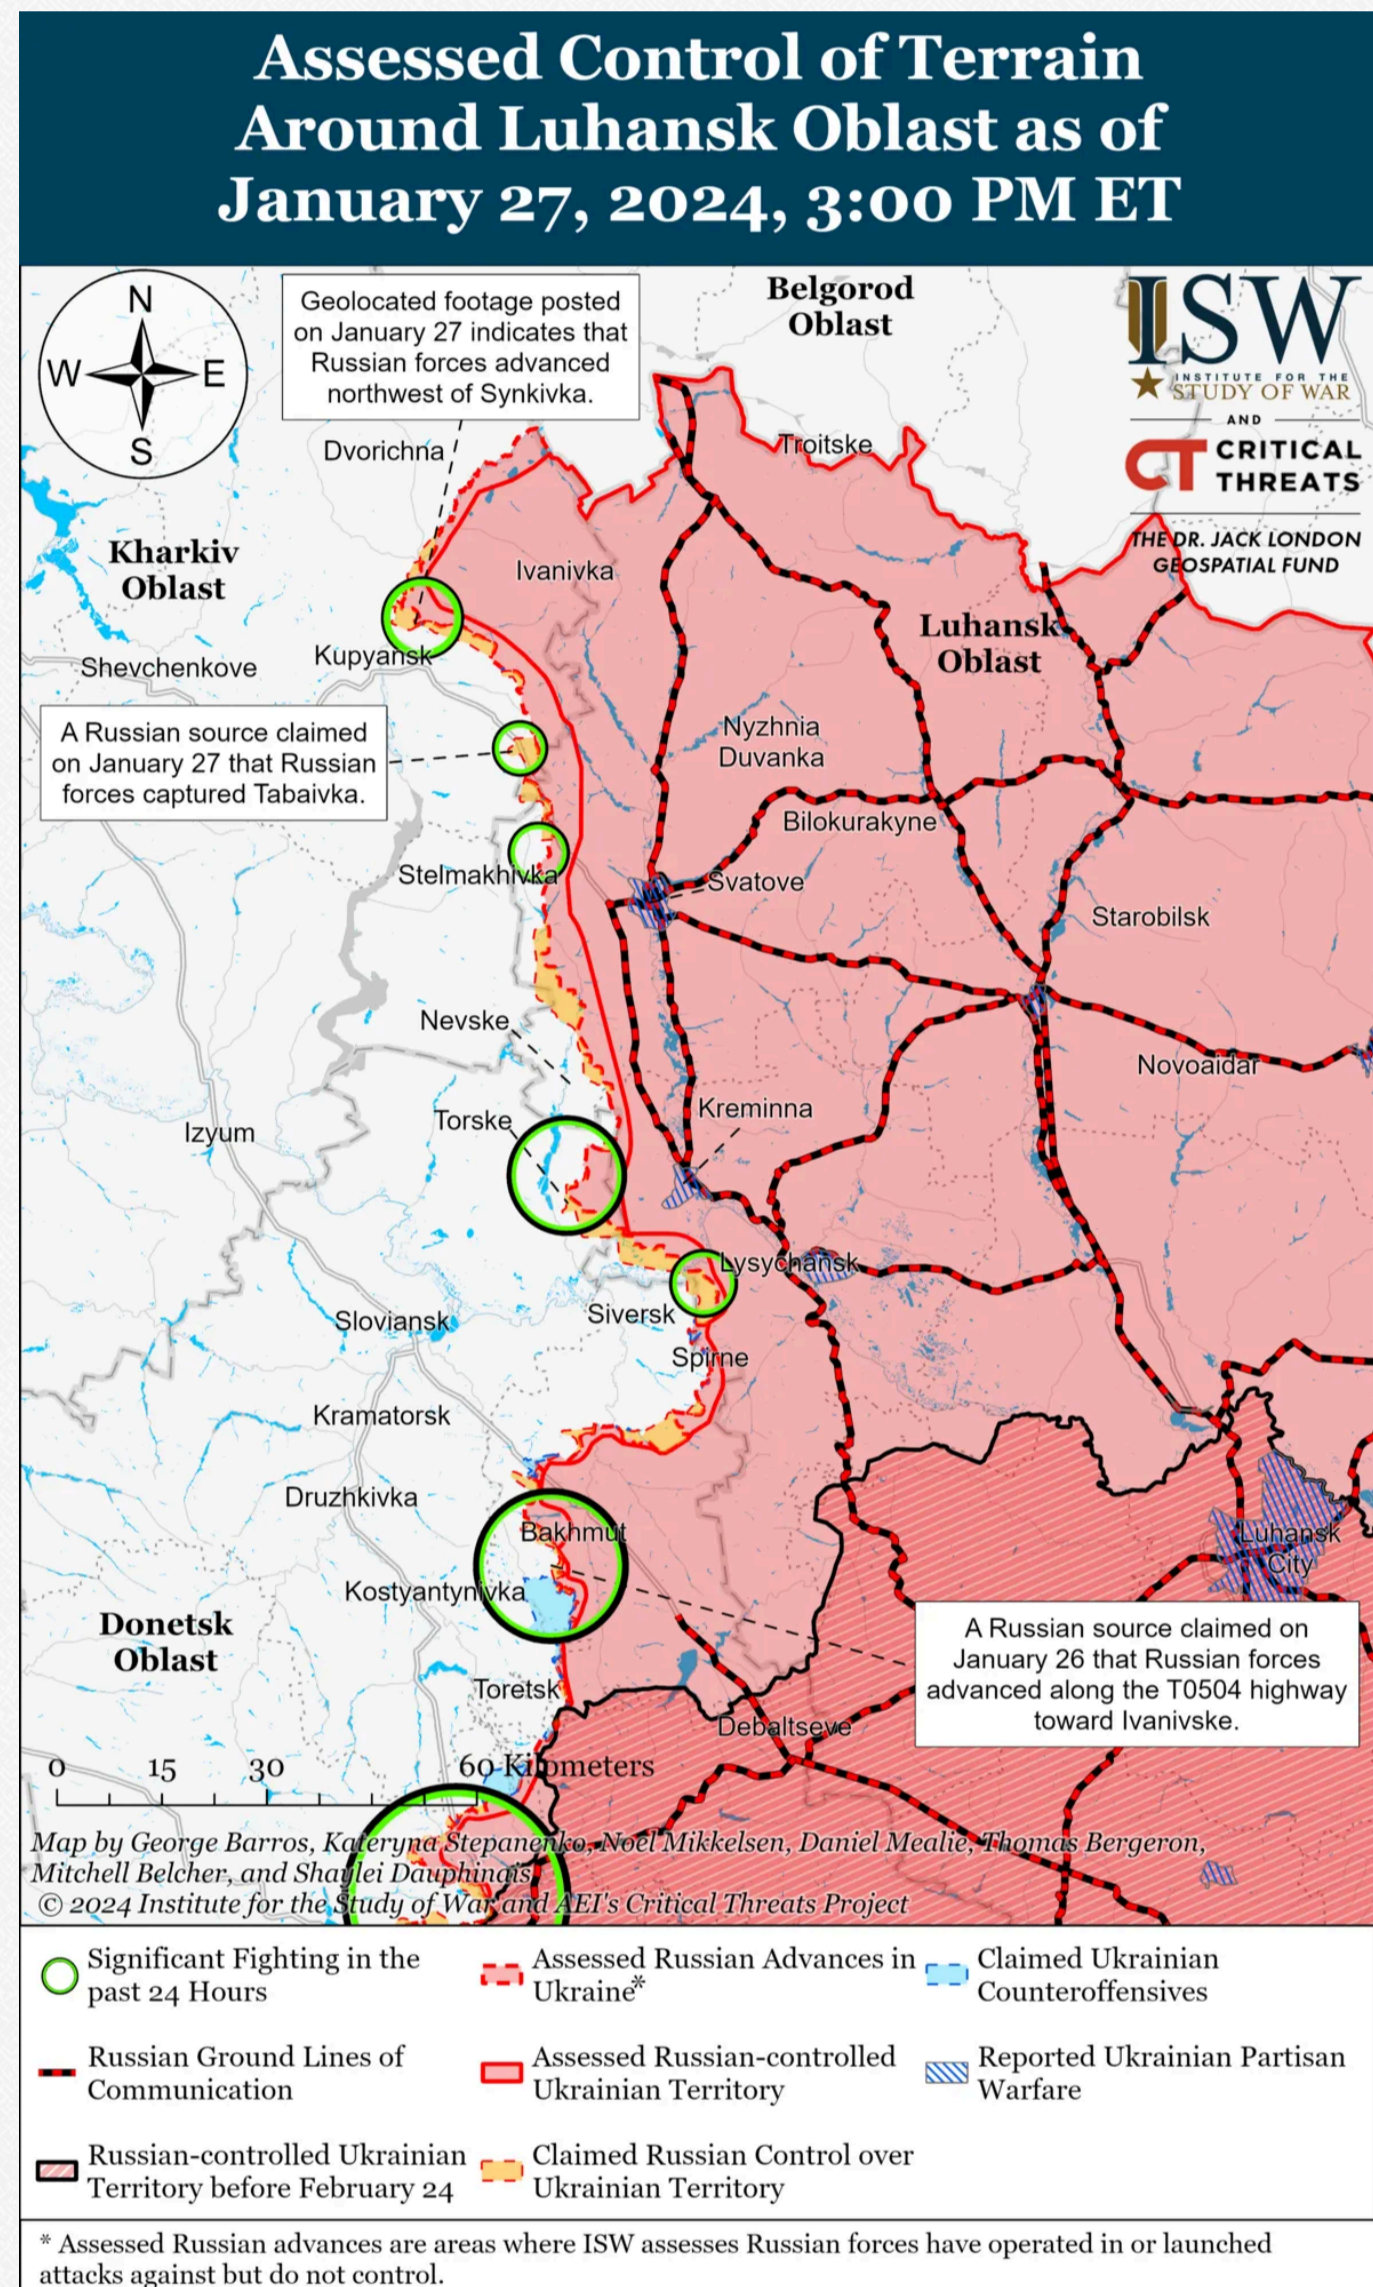 Assessed Control of Terrain
Around Luhansk Oblast as of
January 27, 2024, 3:00 PM ET
N
W
E
S
Geolocated footage posted
on January 27 indicates that
Russian forces advanced
northwest of Synkivka.
Belgorod
Oblast
ISW
INSTITUTE FOR THE
STUDY OF WAR
AND
CT CRITICAL
THREATS
THE DR. JACK LONDON
GEOSPATIAL FUND
Dvorichna
Troitske
Kharkiv
Oblast
Ivanivka
Luhansk
Oblast
Kupyansk
Shevchenkove
A Russian source claimed
on January 27 that Russian
forces captured Tabaivka.
Nyzhnia
Duvanka
Bilokurakyne
Stelmakhivka
Svatove
Starobilsk
Nevske
Novoaidar
Torske
Kreminna
Izyum
Lysychansk
Siversk
Sloviansk
Spirne
Kramatorsk
Druzhkivka
Bakhmut
Luhansk
City
Kostyantynivka
Donetsk
Oblast
A Russian source claimed on
January 26 that Russian forces
advanced along the T0504 highway
toward Ivanivske.
Toretsk
Debaltseve
0 15 30 60 Kilometers
Map by George Barros, Kateryna Stepanenko, Noel Mikkelsen, Daniel Mealie, Thomas Bergeron,
Mitchell Belcher, and Shaylei Dauphinais
© 2024 Institute for the Study of War and AEI's Critical Threats Project
Significant Fighting in the
past 24 Hours
Assessed Russian Advances in
Ukraine*
Claimed Ukrainian
Counteroffensives
Russian Ground Lines of
Communication
Assessed Russian-controlled
Ukrainian Territory
Reported Ukrainian Partisan
Warfare
Russian-controlled Ukrainian
Territory before February 24
Claimed Russian Control over
Ukrainian Territory
* Assessed Russian advances are areas where ISW assesses Russian forces have operated in or launched
attacks against but do not control.